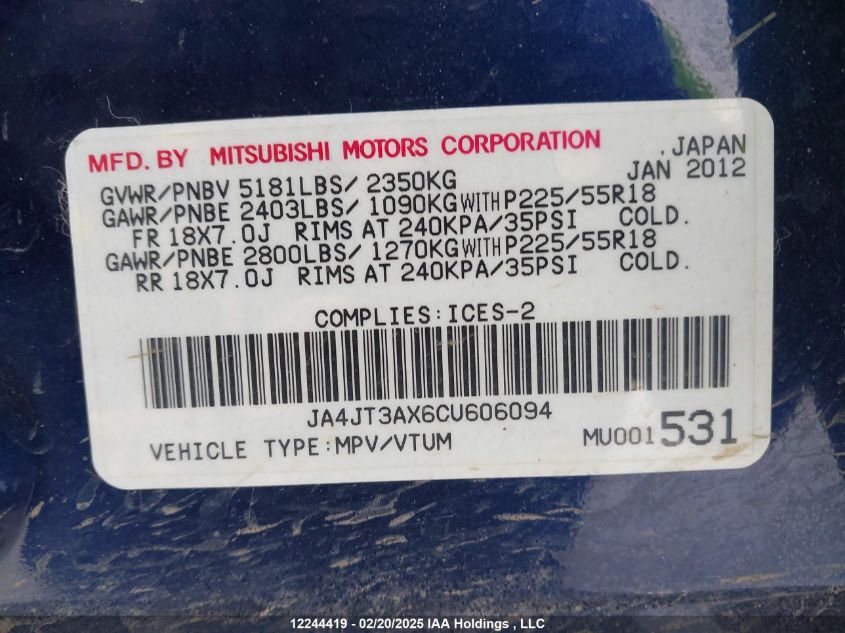 MFD. BY MITSUBISHI MOTORS CORPORATION JAPAN
JAN 2012
GVWR/PNBV 5181LBS/ 2350KG
GAWR/PNBE 2403LBS/ 1090KG WITH P225/55R18
FR 18X7.0J RIMS AT 240KPA/35PSI COLD.
GAWR/PNBE 2800LBS/ 1270KG WITH P225/55R18
RR 18X7.0J RIMS AT 240KPA/35PSI COLD.
COMPLIES:ICES-2
JA4JT3AX6CU606094
VEHICLE TYPE:MPV/VTUM MU001531
12244419 - 02/20/2025 IAA Holdings , LLC